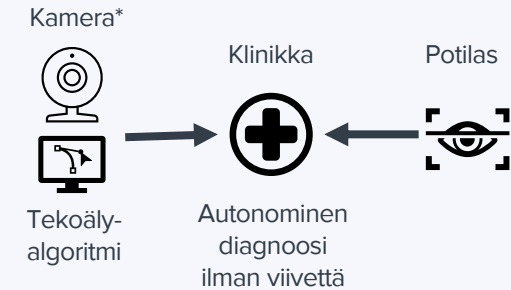 Kamera*
Klinikka
Potilas
Tekoäly-
algoritmi
Autonominen
diagnoosi
ilman viivettä